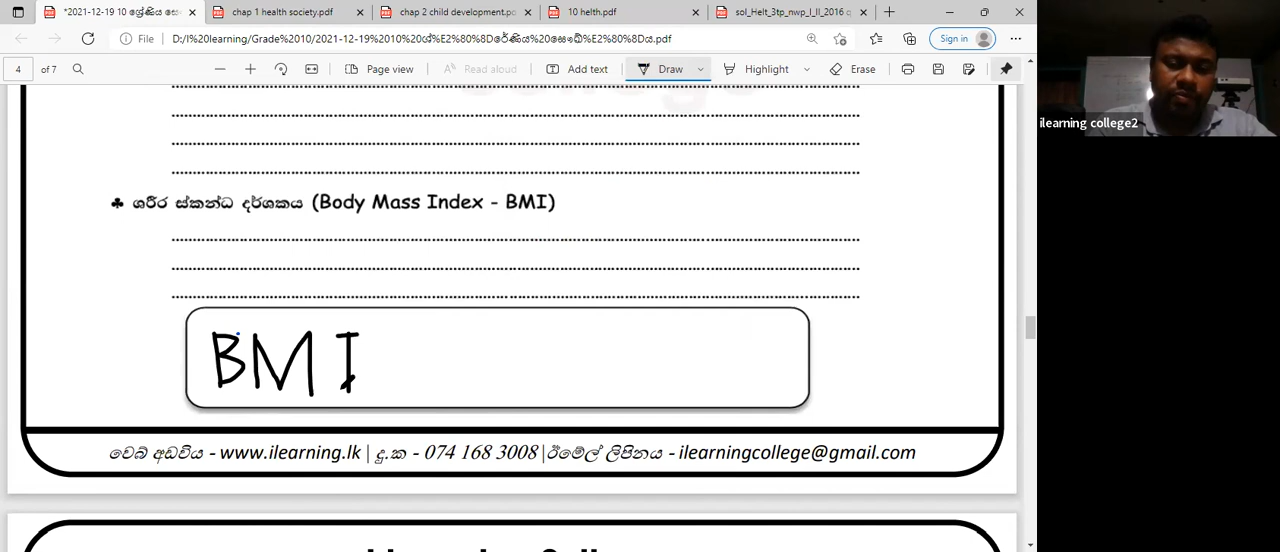 *2021-12-19 10 ශ්‍රේණිය සෞ
chap 1 health society.pdf
chap 2 child development.pd
10 helth.pdf
sol_Helt_3tp_nwp_I_II_2016 q
File
D:/I%20learning/Grade%2010/2021-12-19%2010%20ශ්%E2%80%8Dරේණිය%20සෞඛ්%E2%80%8Dය.pdf
Sign in
4 of 7
Page view
Read aloud
Add text
Draw
Highlight
Erase
ilearning college2
♣ ශරීර ස්කන්ධ දර්ශකය (Body Mass Index - BMI)
BMI
වෙබ් අඩවිය - www.ilearning.lk | දු.ක - 074 168 3008 |ඊමේල් ලිපිනය - ilearningcollege@gmail.com